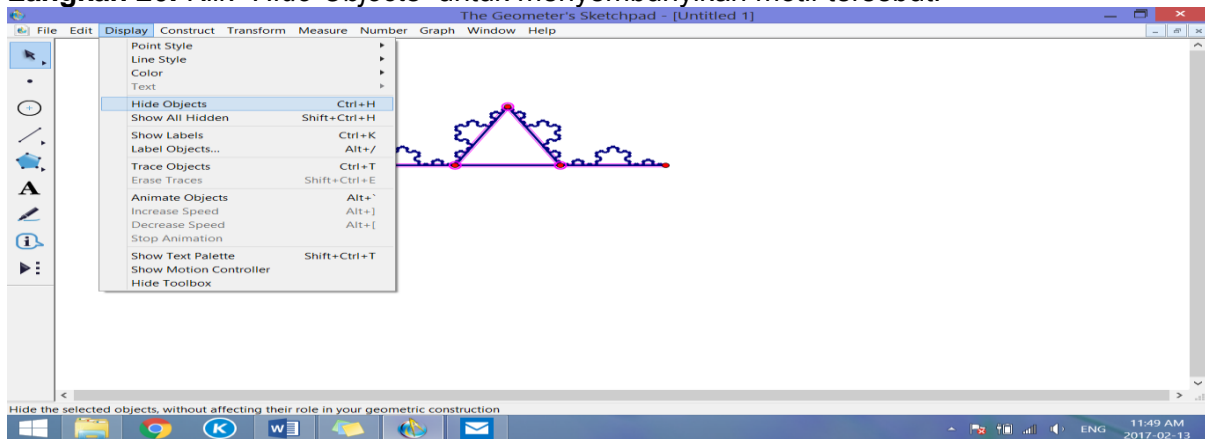 The Geometer's Sketchpad - [Untitled 1]
File Edit Display Construct Transform Measure Number Graph Window Help
Point Style
Line Style
Color
Text
Hide Objects Ctrl+H
Show All Hidden Shift+Ctrl+H
Show Labels Ctrl+K
Label Objects... Alt+/
Trace Objects Ctrl+T
Erase Traces Shift+Ctrl+E
Animate Objects Alt+`
Increase Speed Alt+]
Decrease Speed Alt+[
Stop Animation
Show Text Palette Shift+Ctrl+T
Show Motion Controller
Hide Toolbox
A
Hide the selected objects, without affecting their role in your geometric construction
K
W
ENG
11:49 AM
2017-02-13